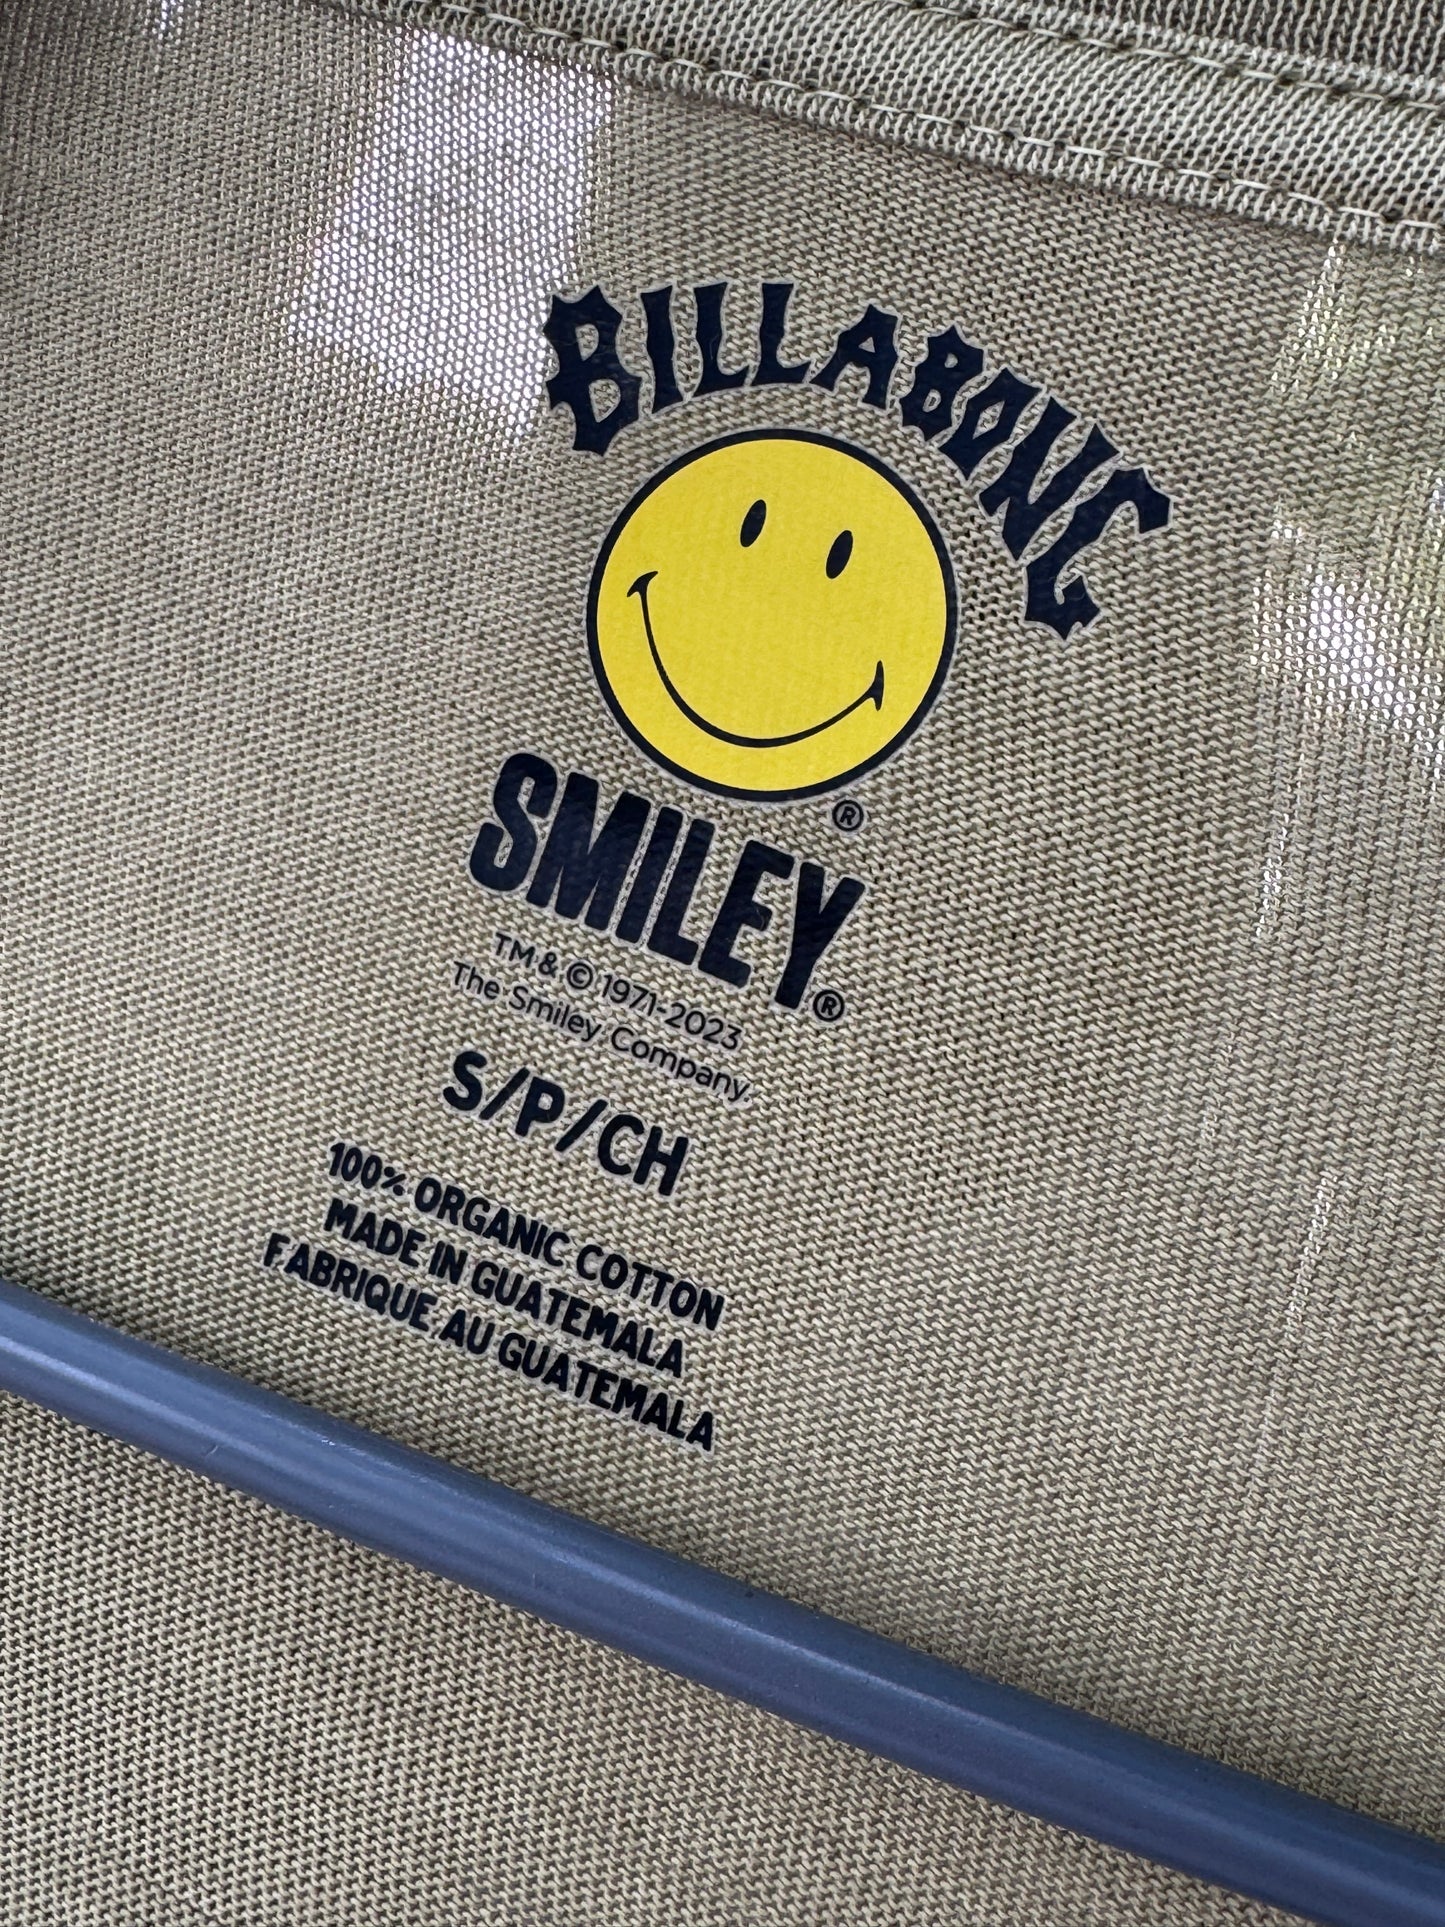 BILLABONG
®
SMILEY®
TM & © 1971-2023
The Smiley Company.
S/P/CH
100% ORGANIC COTTON
MADE IN GUATEMALA
FABRIQUE AU GUATEMALA